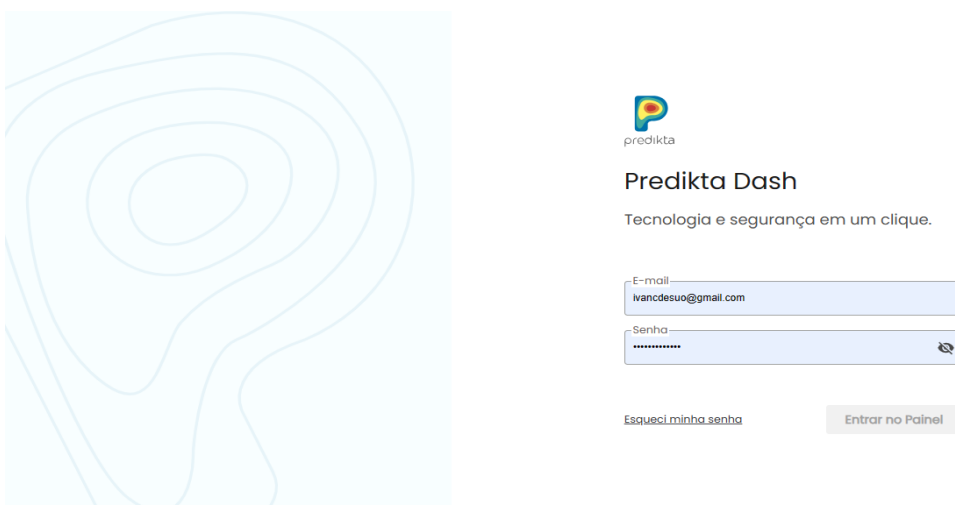 predikta
Predikta Dash
Tecnologia e segurança em um clique.
E-mail
ivancdesuo@gmail.com
Senha
•••••••••••••
Esqueci minha senha
Entrar no Painel